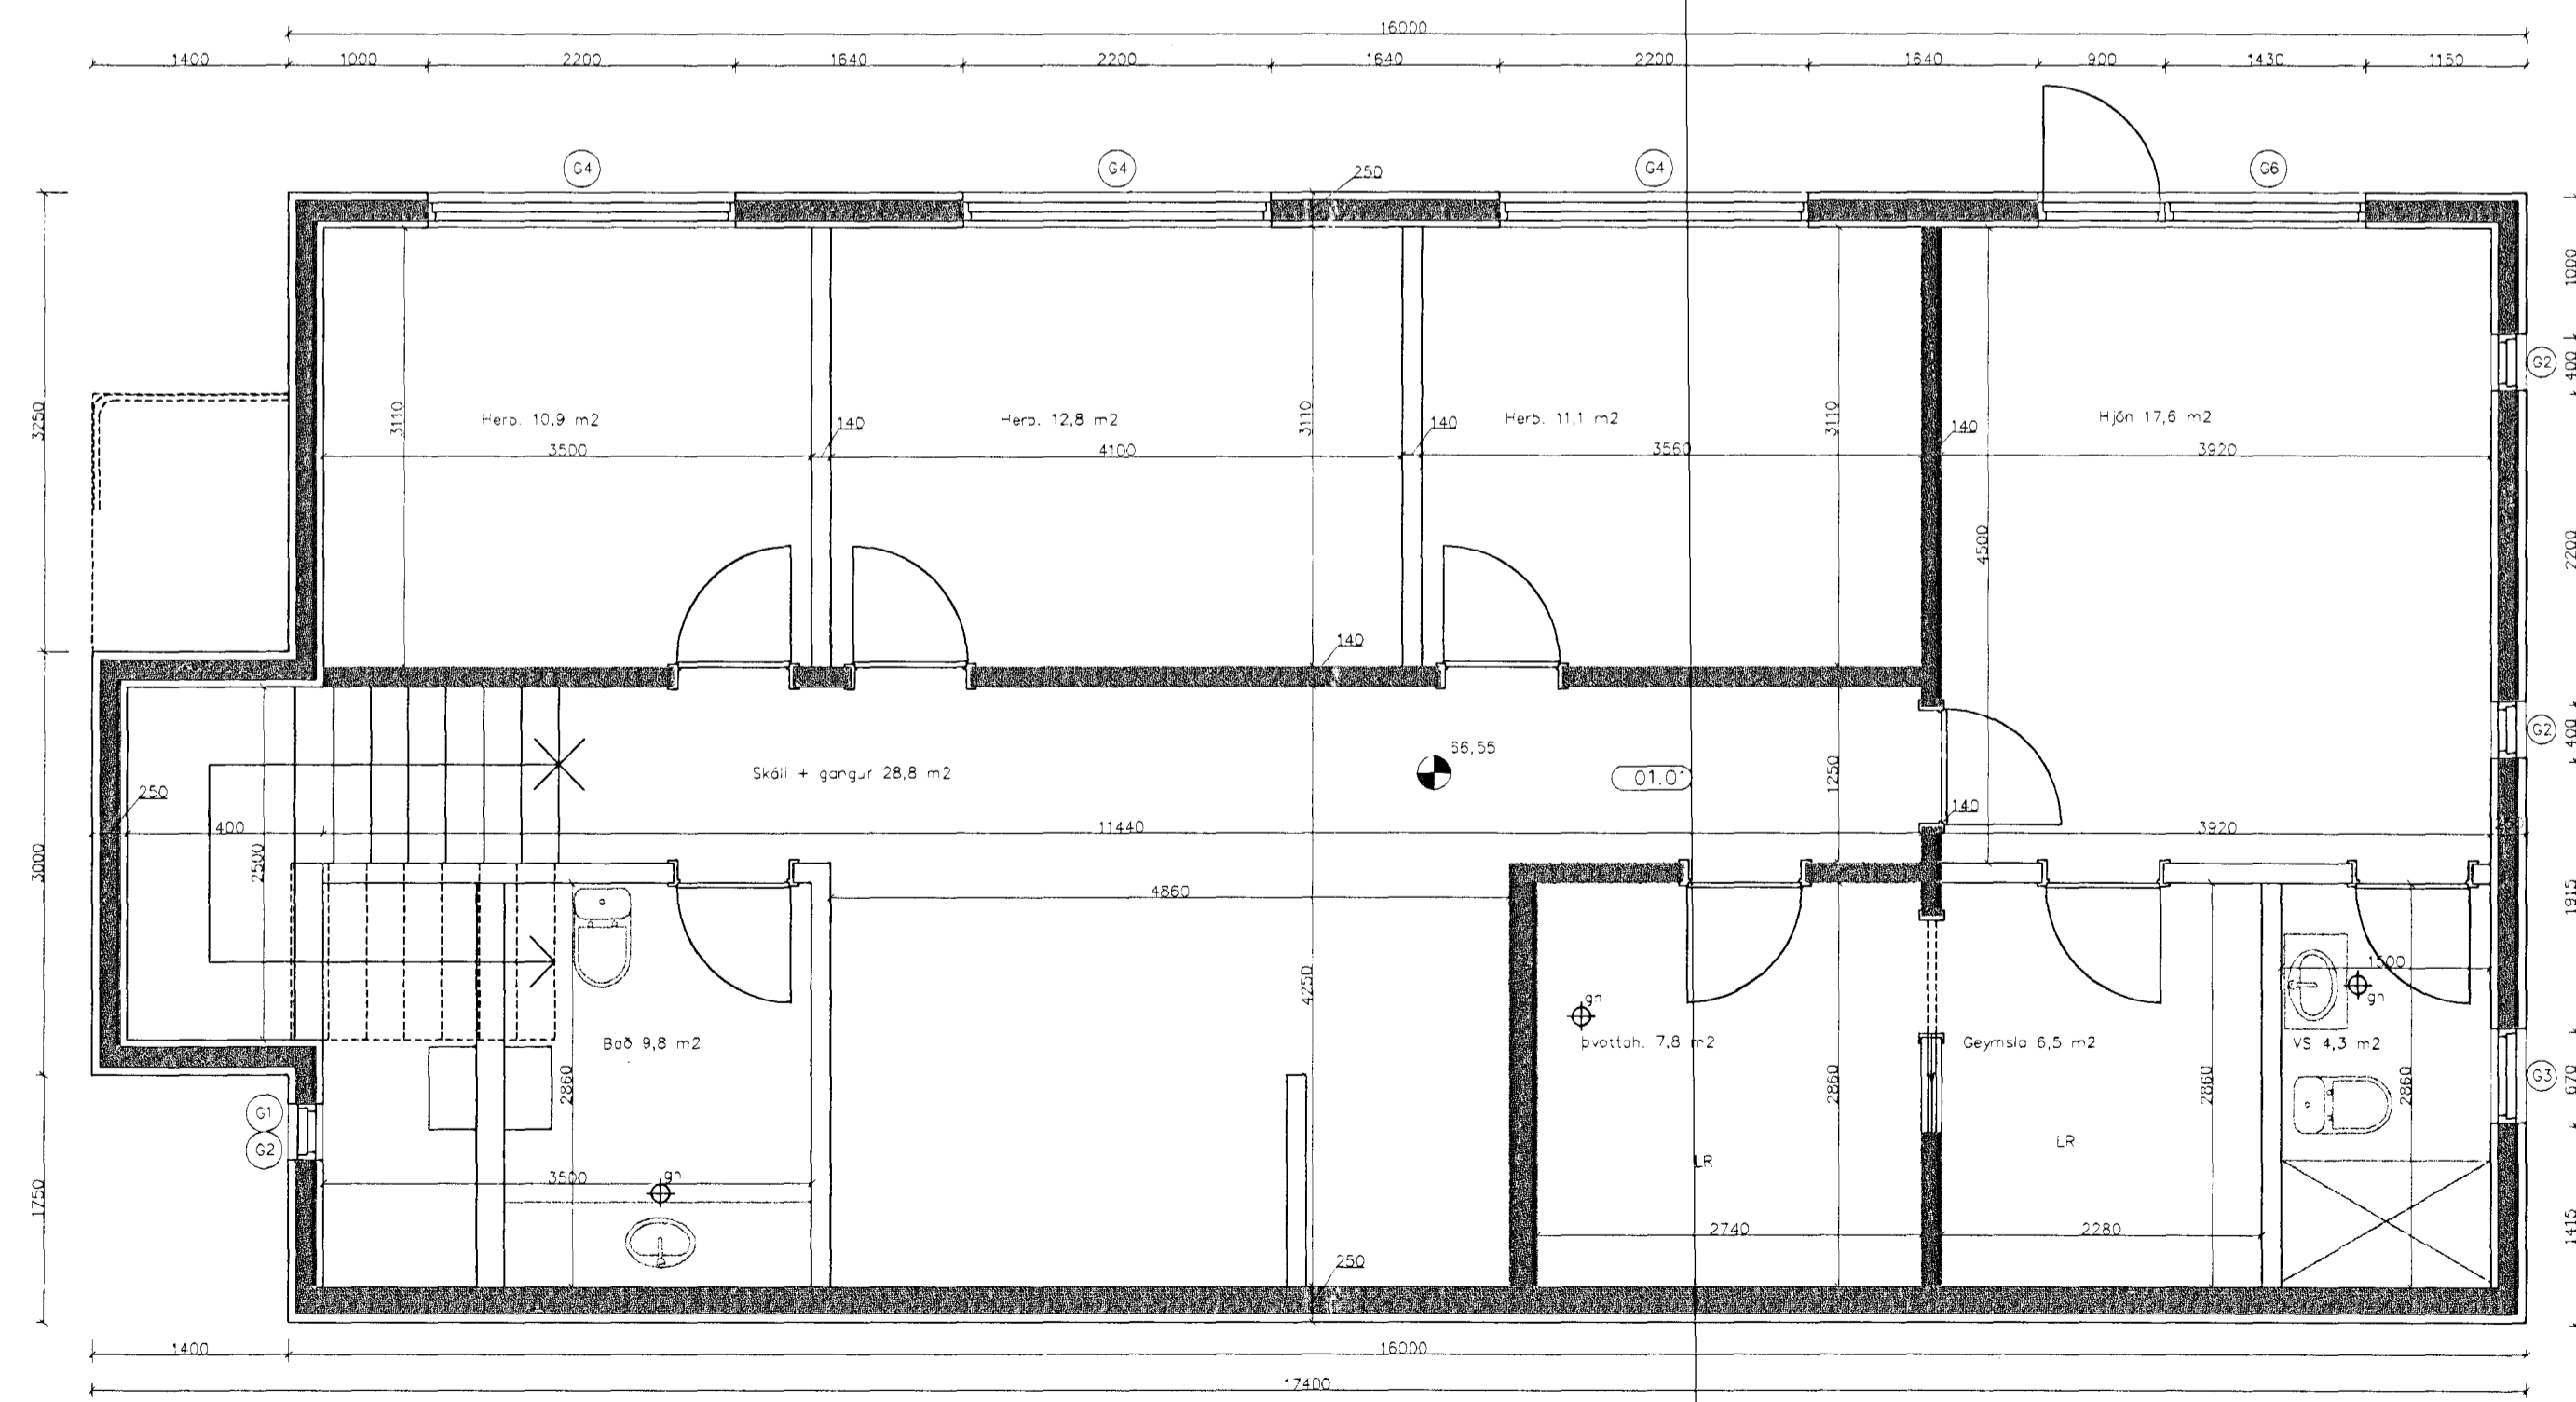 16000
1400 1000 2200 1640 2200 1640 2200 1640 900 1430 1150
G4 G4 G4 G6
250
1000
400 G2
3250
3110 Herb. 10,9 m2 140 Herb. 12,8 m2 3110 140 Herb. 11,1 m2 3110 140 Hjón 17,6 m2
3500 4100 3560 3920
4500 2200
140
66,55
Skáli + gangur 28,8 m2 01.01 1250
400 G2
250 140
400 11440 3920
3000 2500
4860 1915
4250 1500
gn gn
Bað 9,8 m2 þvottah. 7,8 m2 Geymsla 6,5 m2 VS 4,3 m2
2860 2860 2860 2860 670 G3
G1
G2
LR LR
3500 gn
1750 2740 2280 1415
250
1400 16000
17400